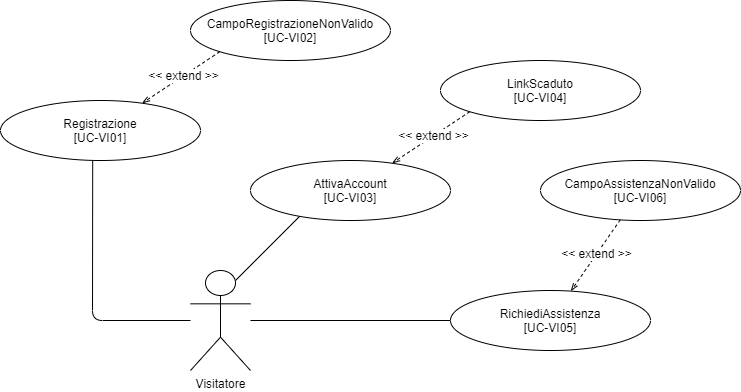 CampoRegistrazioneNonValido
[UC-VI02]
<< extend >>
LinkScaduto
[UC-VI04]
Registrazione
[UC-VI01]
<< extend >>
AttivaAccount
[UC-VI03]
CampoAssistenzaNonValido
[UC-VI06]
<< extend >>
RichiediAssistenza
[UC-VI05]
Visitatore